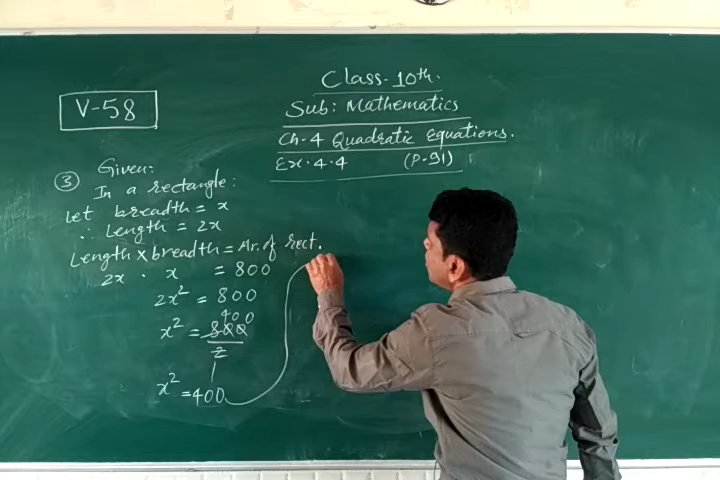 V-58
Class-10th.
Sub: Mathematics
Ch-4 Quadratic Equations.
Ex. 4.4 (P-91)
③ Given:
In a rectangle:
Let breadth = x
∴ Length = 2x
Length × breadth = Ar. of rect.
2x · x = 800
2x² = 800
400
x² = 800
2
1
x² = 400